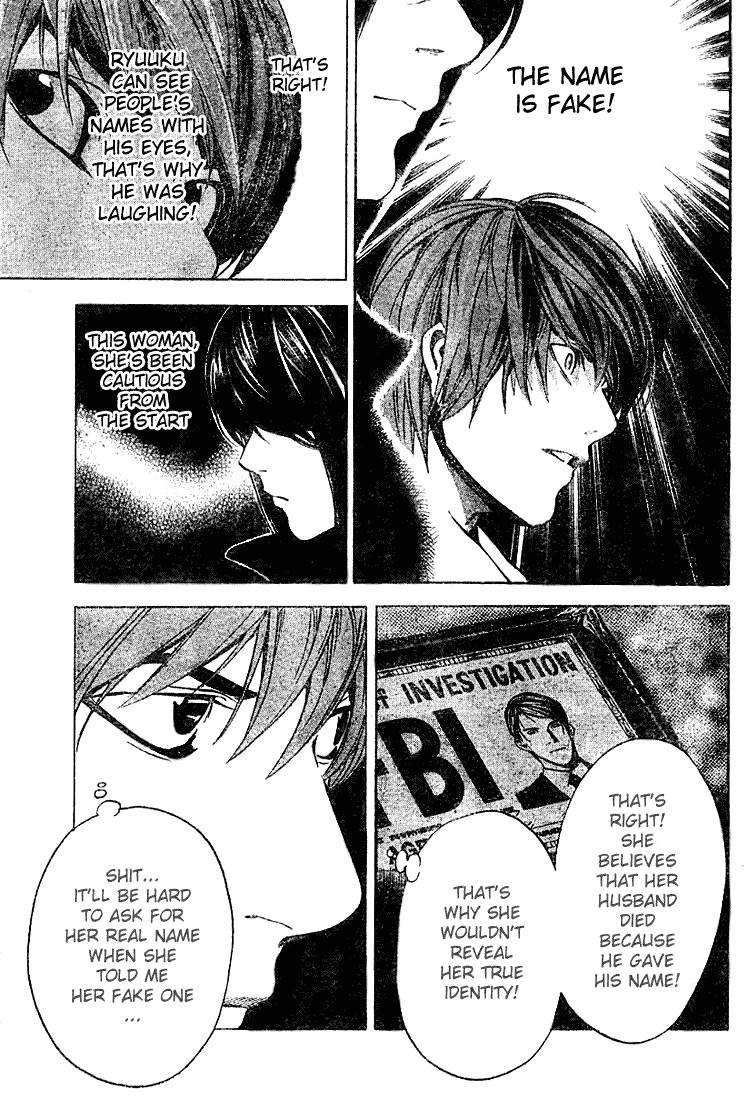 THE NAME
IS FAKE!
THAT'S
RIGHT!
RYUUKU
CAN SEE
PEOPLE'S
NAMES WITH
HIS EYES,
THAT'S WHY
HE WAS
LAUGHING!
THIS WOMAN,
SHE'S BEEN
CAUTIOUS
FROM
THE START
OF INVESTIGATION
FBI
THAT'S
RIGHT!
SHE
BELIEVES
THAT HER
HUSBAND
DIED
BECAUSE
HE GAVE
HIS NAME!
THAT'S
WHY SHE
WOULDN'T
REVEAL
HER TRUE
IDENTITY!
SHIT...
IT'LL BE HARD
TO ASK FOR
HER REAL NAME
WHEN SHE
TOLD ME
HER FAKE ONE
...